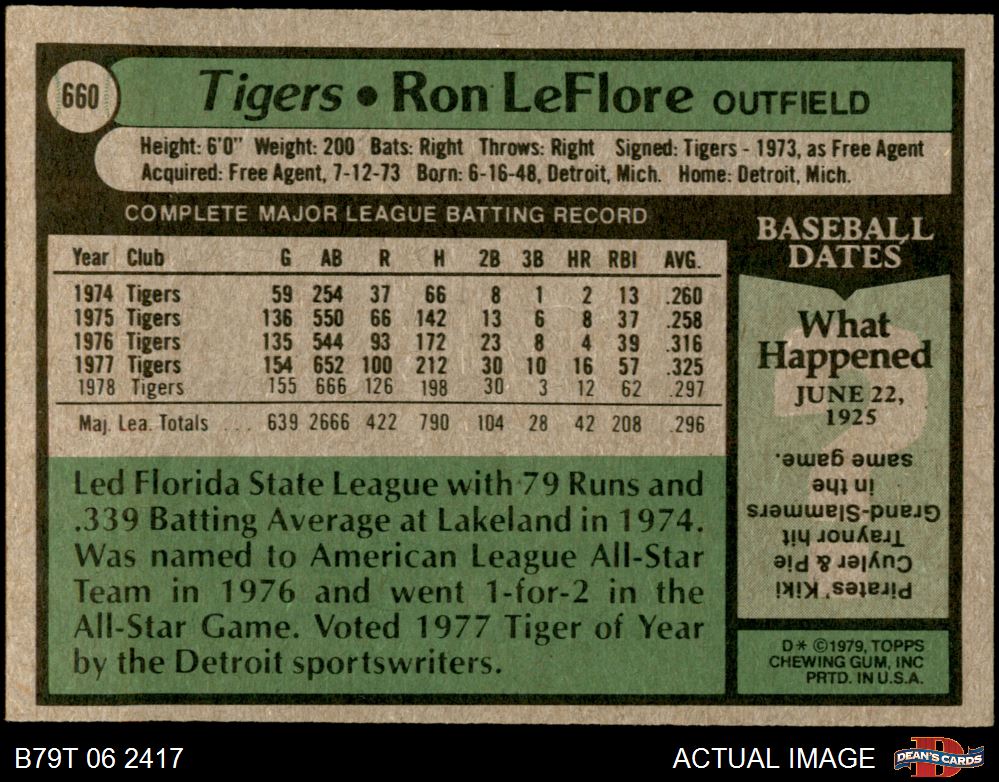 660
Tigers • Ron LeFlore OUTFIELD
Height: 6'0" Weight: 200 Bats: Right Throws: Right Signed: Tigers - 1973, as Free Agent
Acquired: Free Agent, 7-12-73 Born: 6-16-48, Detroit, Mich. Home: Detroit, Mich.
COMPLETE MAJOR LEAGUE BATTING RECORD
Year Club G AB R H 2B 3B HR RBI AVG.
1974 Tigers 59 254 37 66 8 1 2 13 .260
1975 Tigers 136 550 66 142 13 6 8 37 .258
1976 Tigers 135 544 93 172 23 8 4 39 .316
1977 Tigers 154 652 100 212 30 10 16 57 .325
1978 Tigers 155 666 126 198 30 3 12 62 .297
Maj. Lea. Totals ... 639 2666 422 790 104 28 42 208 .296
Led Florida State League with 79 Runs and
.339 Batting Average at Lakeland in 1974.
Was named to American League All-Star
Team in 1976 and went 1-for-2 in the
All-Star Game. Voted 1977 Tiger of Year
by the Detroit sportswriters.
BASEBALL
DATES
What
Happened
JUNE 22,
1925
Pirates' Kiki
Cuyler & Pie
Traynor hit
Grand-Slammers
in the
same game.
D* ©1979, TOPPS
CHEWING GUM, INC
PRTD. IN U.S.A.
B79T 06 2417
ACTUAL IMAGE
DEAN'S CARDS